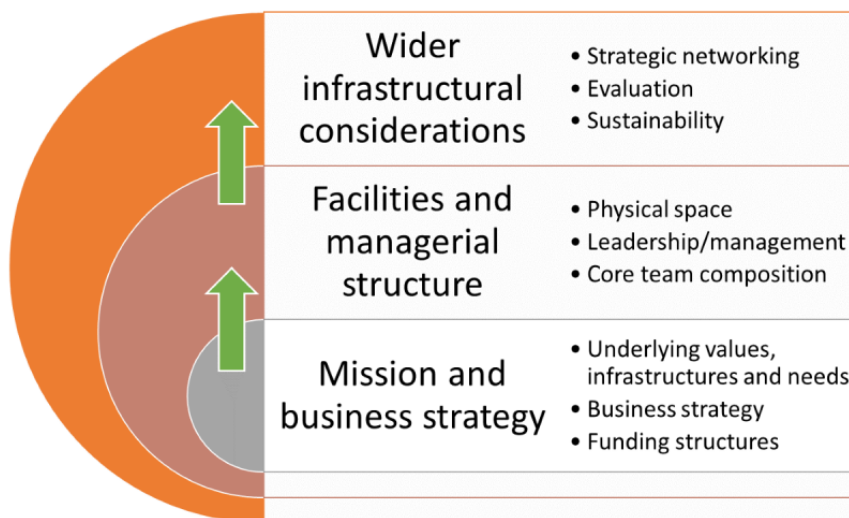 Wider
infrastructural
considerations
• Strategic networking
• Evaluation
• Sustainability
Facilities and
managerial
structure
• Physical space
• Leadership/management
• Core team composition
Mission and
business strategy
• Underlying values,
infrastructures and needs
• Business strategy
• Funding structures